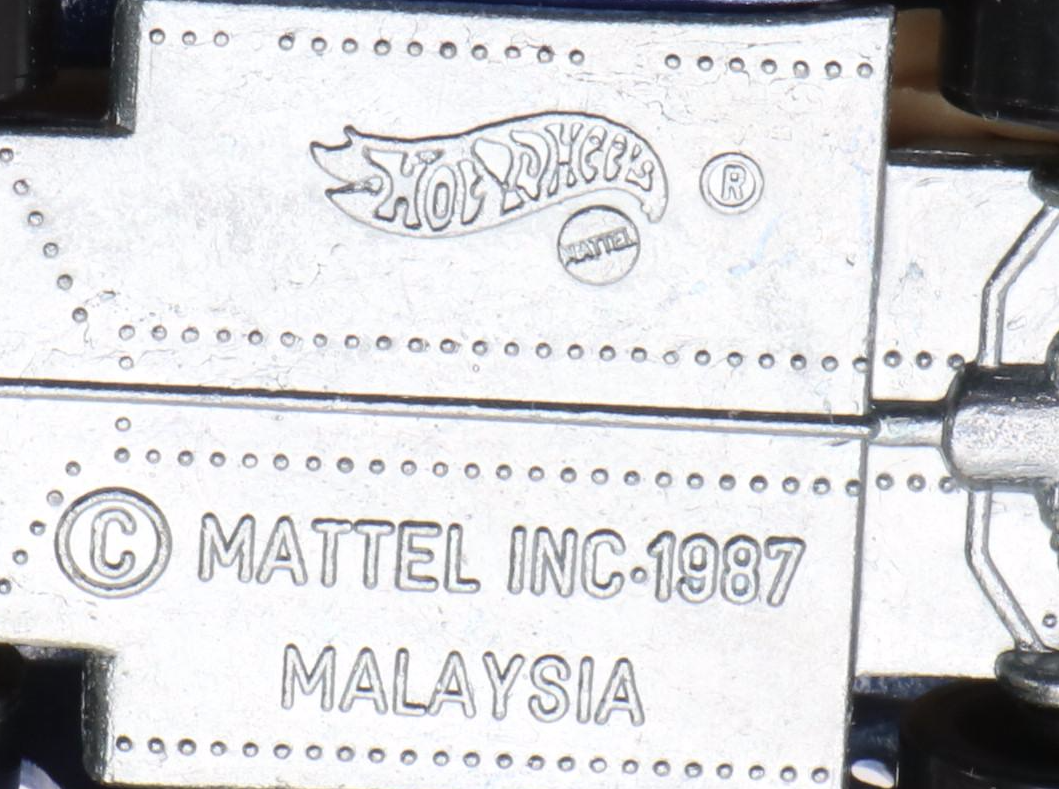 HOT WHEELS ®
MATTEL
© MATTEL INC·1987
MALAYSIA